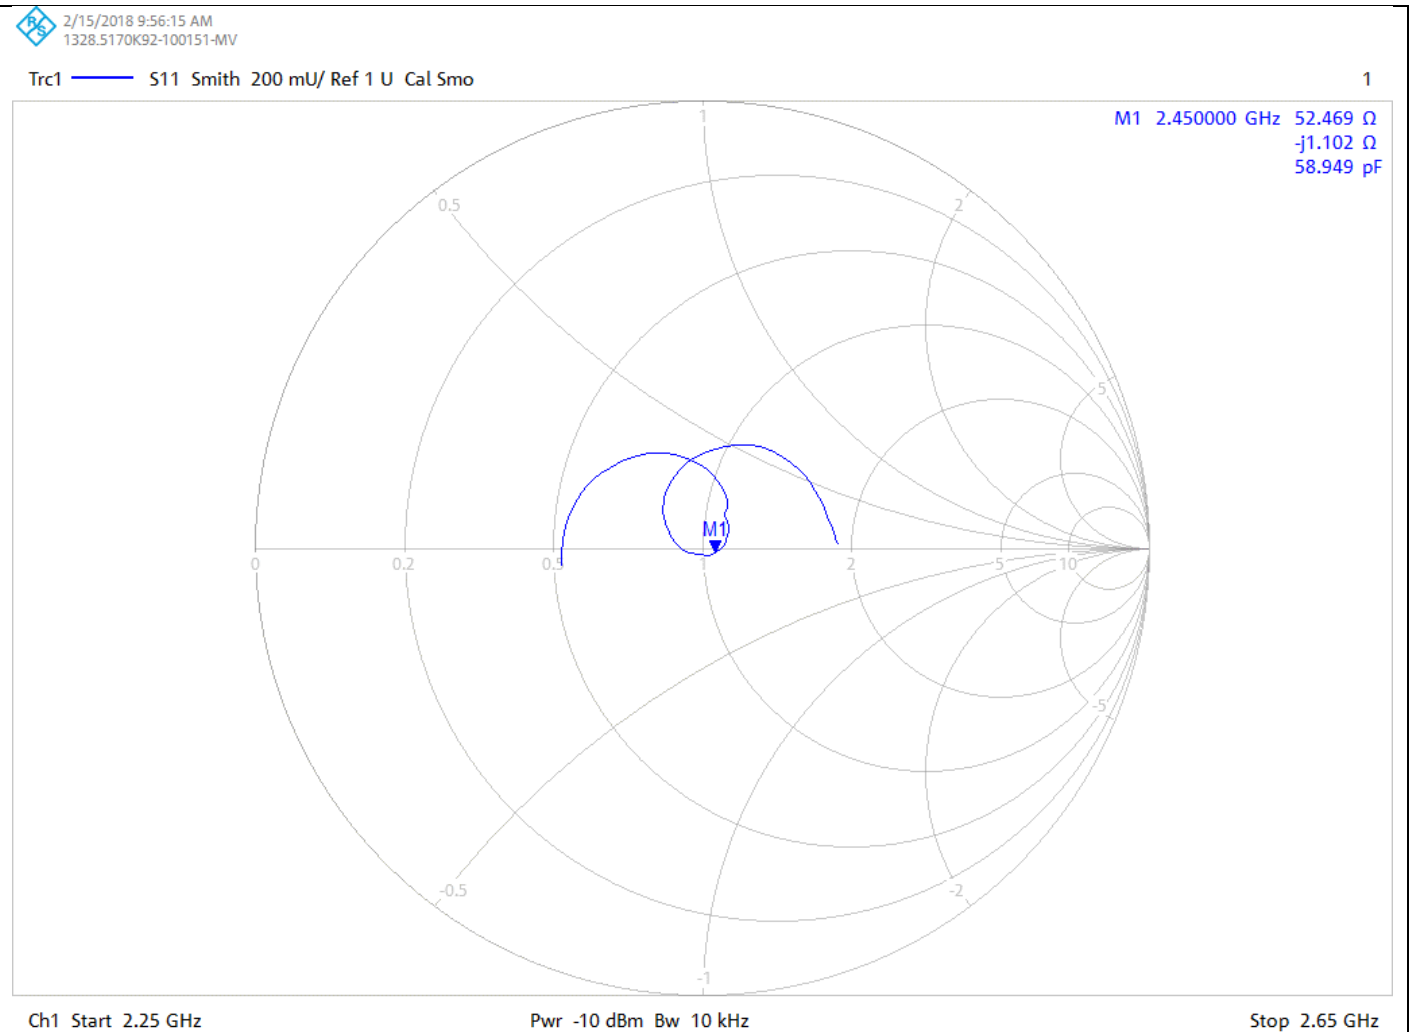 R&S
2/15/2018 9:56:15 AM
1328.5170K92-100151-MV
Trc1 S11 Smith 200 mU/ Ref 1 U Cal Smo 1
M1 2.450000 GHz 52.469 Ω
-j1.102 Ω
58.949 pF
1
0.5 2
5
M1
0 0.2 0.5 1 2 5 10
-5
-0.5 -2
-1
Ch1 Start 2.25 GHz Pwr -10 dBm Bw 10 kHz Stop 2.65 GHz